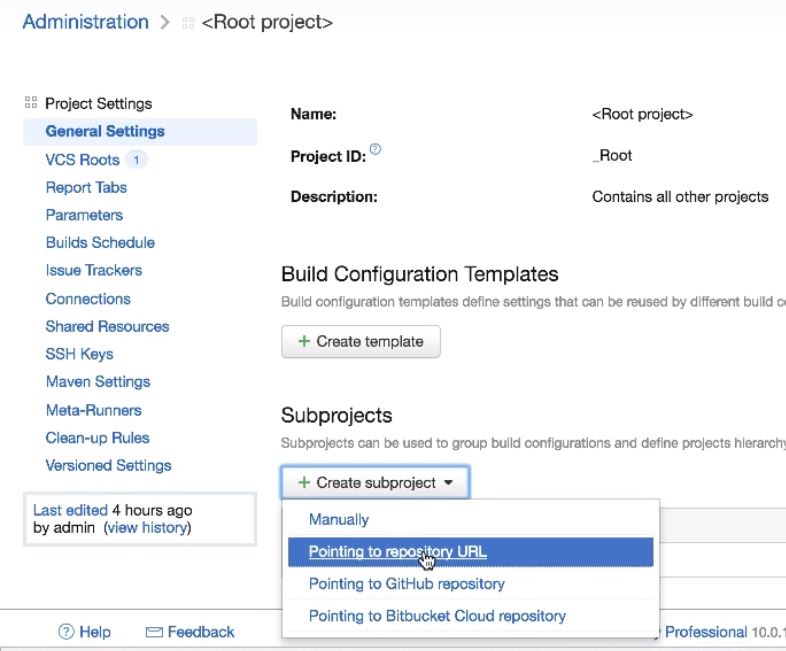 Administration > <Root project>
Project Settings
General Settings
VCS Roots 1
Report Tabs
Parameters
Builds Schedule
Issue Trackers
Connections
Shared Resources
SSH Keys
Maven Settings
Meta-Runners
Clean-up Rules
Versioned Settings
Last edited 4 hours ago
by admin (view history)
Name: <Root project>
Project ID: ? _Root
Description: Contains all other projects
Build Configuration Templates
Build configuration templates define settings that can be reused by different build
+ Create template
Subprojects
Subprojects can be used to group build configurations and define projects hierarchy
+ Create subproject
Manually
Pointing to repository URL
Pointing to GitHub repository
Pointing to Bitbucket Cloud repository
? Help Feedback
Professional 10.0.1